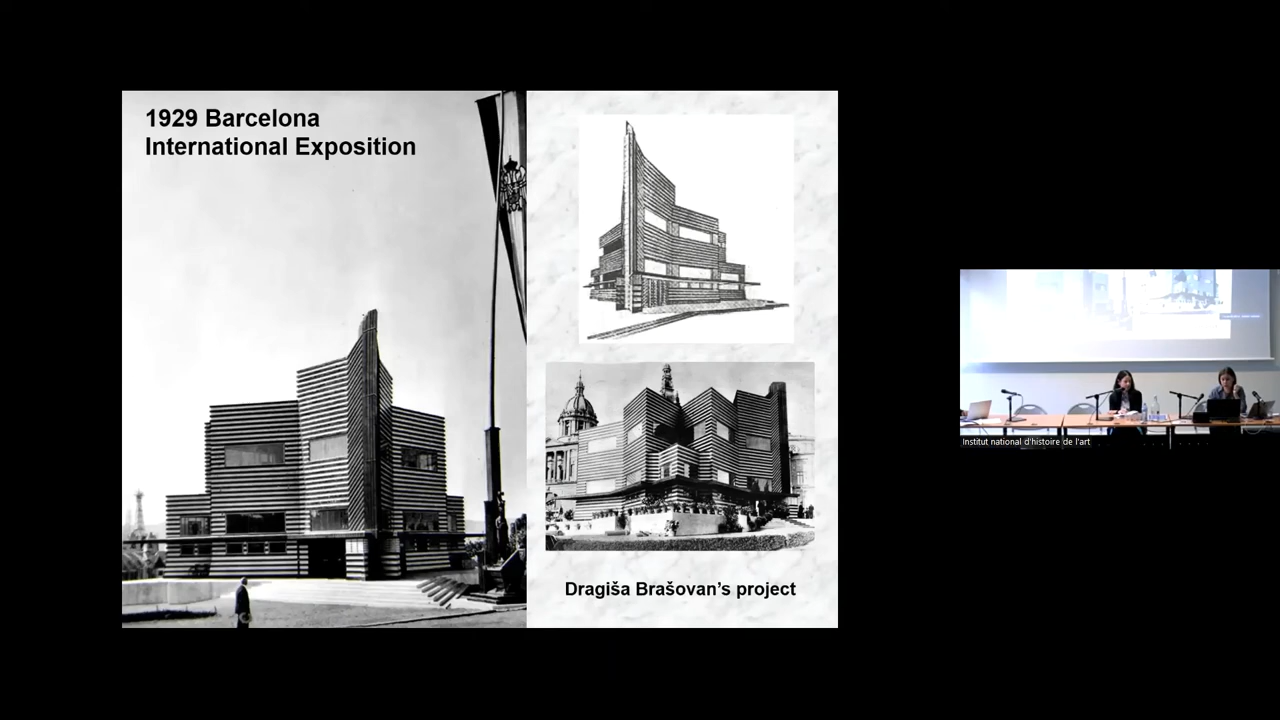 1929 Barcelona
International Exposition
Dragiša Brašovan’s project
Institut national d'histoire de l'art